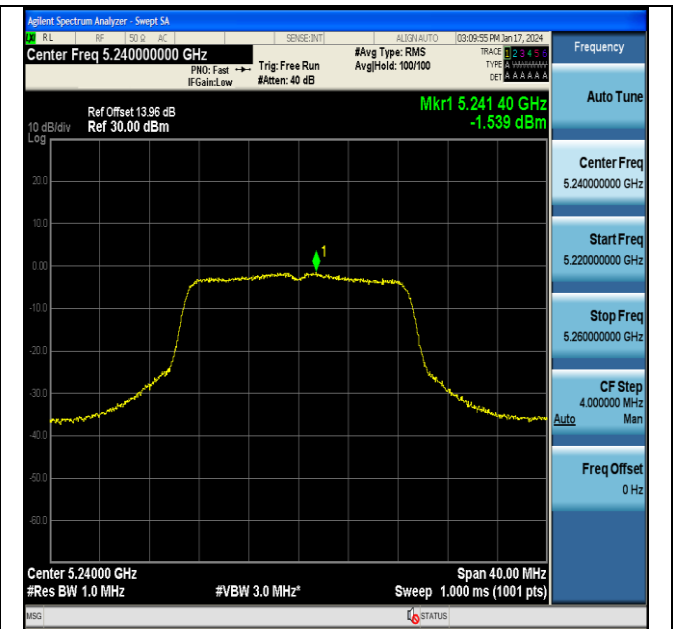 Agilent Spectrum Analyzer - Swept SA
RL RF 50 Ω AC SENSE:INT ALIGN AUTO 03:09:55 PM Jan 17, 2024
Center Freq 5.240000000 GHz
PNO: Fast
IFGain:Low
Trig: Free Run
#Atten: 40 dB
#Avg Type: RMS
Avg|Hold: 100/100
TRACE 1 2 3 4 5 6
TYPE A WWWWW
DET A A A A A A
Frequency
Mkr1 5.241 40 GHz
-1.539 dBm
Ref Offset 13.96 dB
10 dB/div Ref 30.00 dBm
Log
20.0
10.0
0.00
-10.0
-20.0
-30.0
-40.0
-50.0
-60.0
1
Center 5.24000 GHz Span 40.00 MHz
#Res BW 1.0 MHz #VBW 3.0 MHz* Sweep 1.000 ms (1001 pts)
MSG STATUS
Auto Tune
Center Freq
5.240000000 GHz
Start Freq
5.220000000 GHz
Stop Freq
5.260000000 GHz
CF Step
4.000000 MHz
Auto Man
Freq Offset
0 Hz